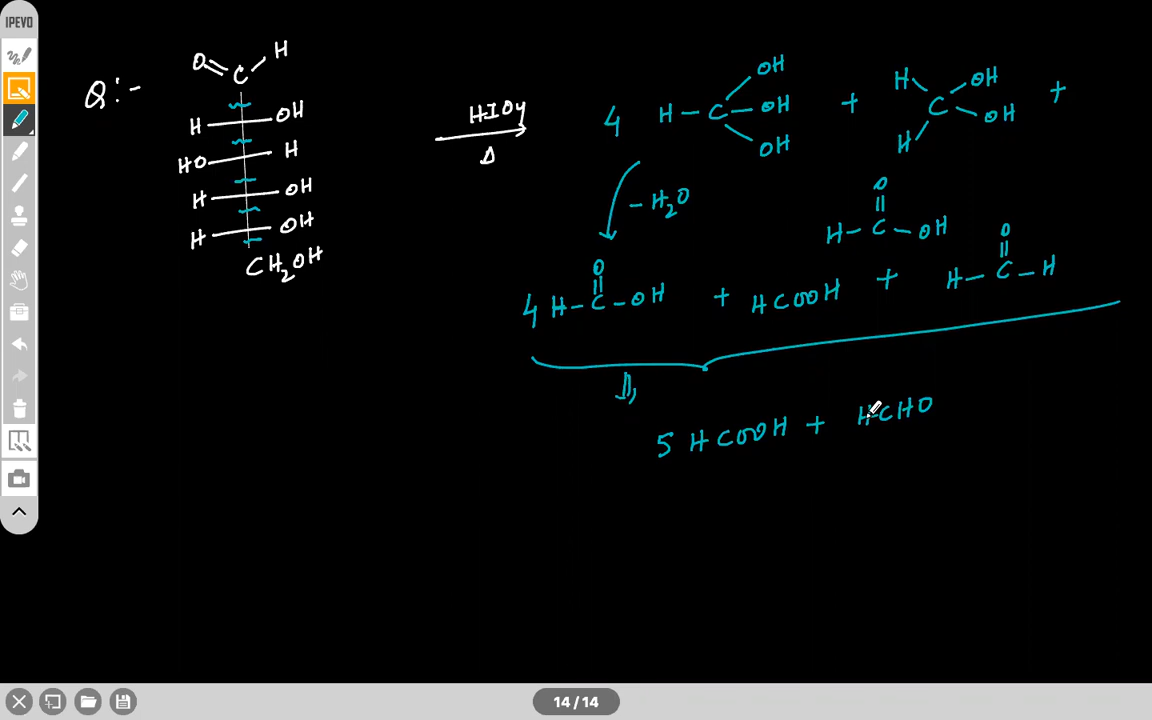 IPEVO
Q:-
O=C-H
H OH
HO H
H OH
H OH
CH2OH
HIO4
Δ
4 H-C-OH OH OH + H H C OH OH +
-H2O
O
H-C-OH
4 H-C-OH O + HCOOH + H-C-H O
5 HCOOH + HCHO
14/14